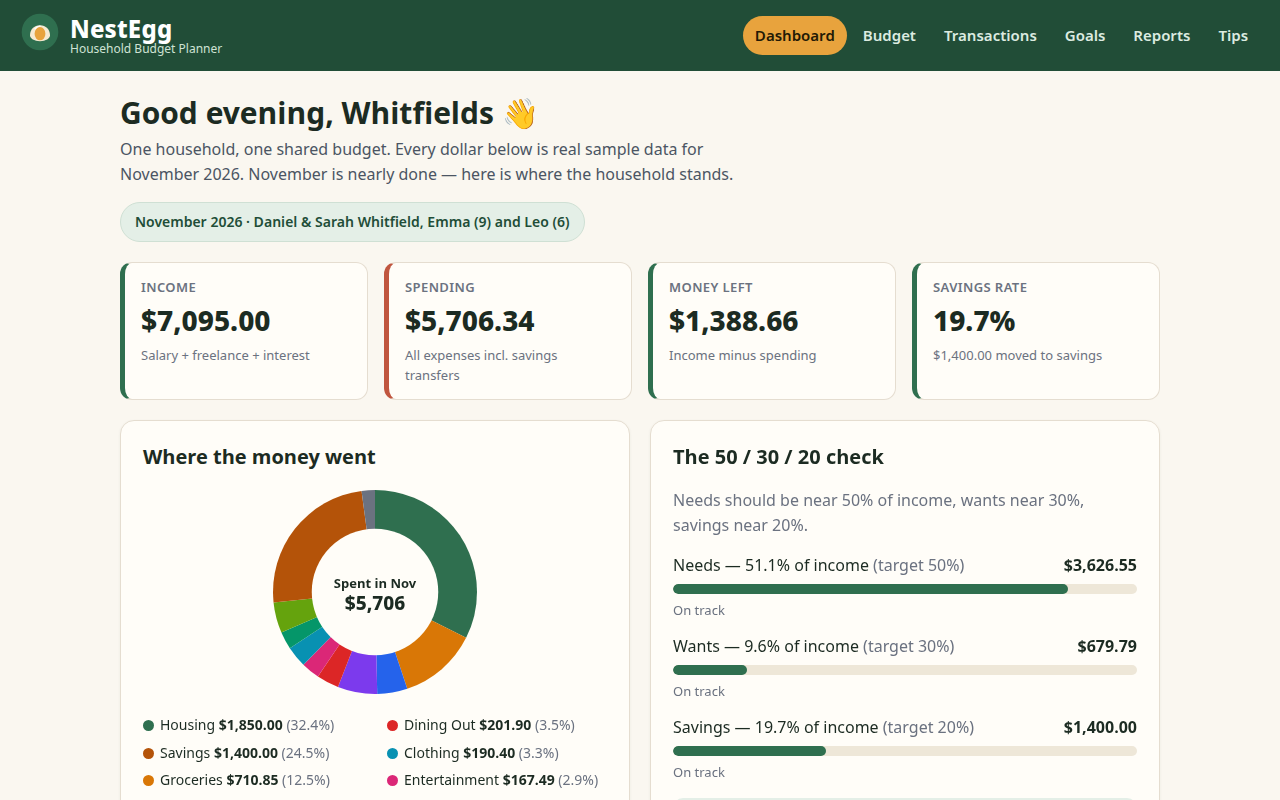 NestEgg
Household Budget Planner
Dashboard
Budget
Transactions
Goals
Reports
Tips
Good evening, Whitfields 👋
One household, one shared budget. Every dollar below is real sample data for
November 2026. November is nearly done — here is where the household stands.
November 2026 · Daniel & Sarah Whitfield, Emma (9) and Leo (6)
INCOME
$7,095.00
Salary + freelance + interest
SPENDING
$5,706.34
All expenses incl. savings
transfers
MONEY LEFT
$1,388.66
Income minus spending
SAVINGS RATE
19.7%
$1,400.00 moved to savings
Where the money went
Spent in Nov
$5,706
Housing $1,850.00 (32.4%)
Savings $1,400.00 (24.5%)
Groceries $710.85 (12.5%)
Dining Out $201.90 (3.5%)
Clothing $190.40 (3.3%)
Entertainment $167.49 (2.9%)
The 50 / 30 / 20 check
Needs should be near 50% of income, wants near 30%,
savings near 20%.
Needs — 51.1% of income (target 50%) $3,626.55
On track
Wants — 9.6% of income (target 30%) $679.79
On track
Savings — 19.7% of income (target 20%) $1,400.00
On track